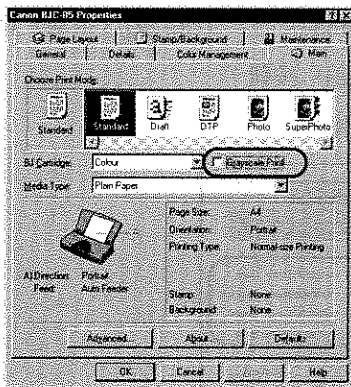 Canon BJC-85 Properties
Page Layout Stamp/Background Maintenance
General Details Color Management Main
Choose Print Mode:
Standard Standard Draft DTP Photo SuperPhoto
BJ Cartridge: Colour Grayscale Print
Media Type: Plain Paper
Page Size: A4
Orientation: Portrait
Printing Type: Normal-size Printing
Direction: Portrait
Feed: Auto Feeder
Stamp: None
Background: None
Advanced... About... Defaults
OK Cancel Help